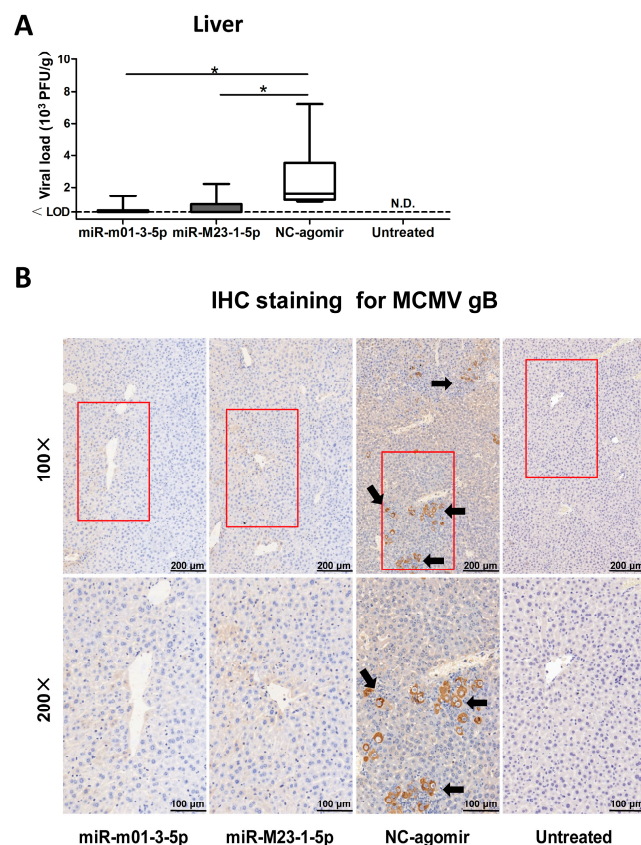 A
Liver
Viral load (10³ PFU/g)
10
8
6
4
2
< LOD
*
*
N.D.
miR-m01-3-5p miR-M23-1-5p NC-agomir Untreated
B
IHC staining for MCMV gB
100×
200 μm 200 μm 200 μm 200 μm
200×
100 μm 100 μm 100 μm 100 μm
miR-m01-3-5p miR-M23-1-5p NC-agomir Untreated